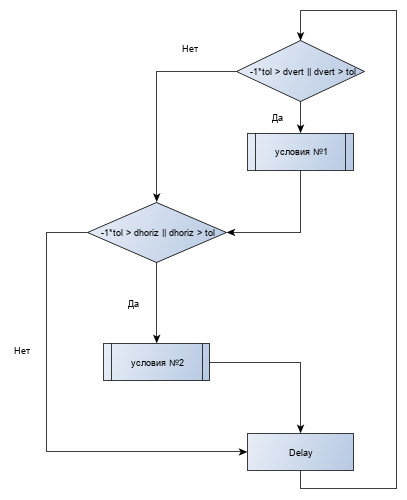 Нет
-1*tol > dvert || dvert > tol
Да
условия №1
-1*tol > dhoriz || dhoriz > tol
Да
Нет
условия №2
Delay